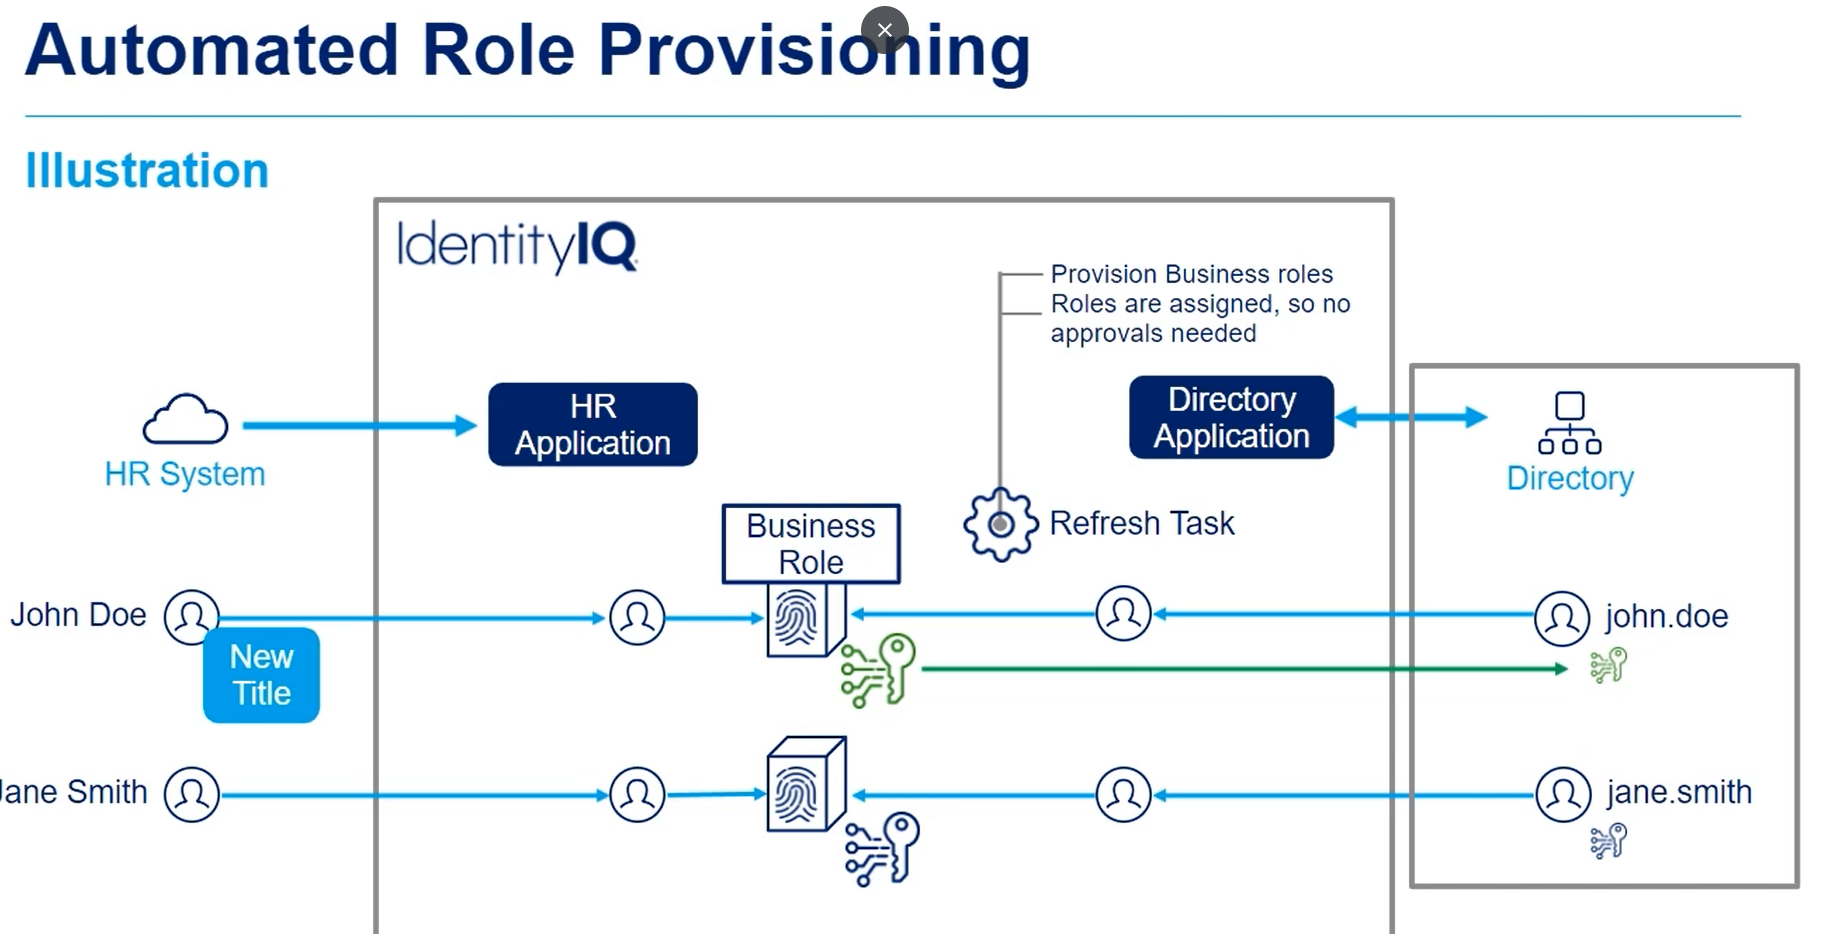 Automated Role Provisioning
Illustration
IdentityIQ
Provision Business roles
Roles are assigned, so no
approvals needed
HR
Application
Directory
Application
HR System
Directory
Business
Role
Refresh Task
John Doe
john.doe
New
Title
Jane Smith
jane.smith